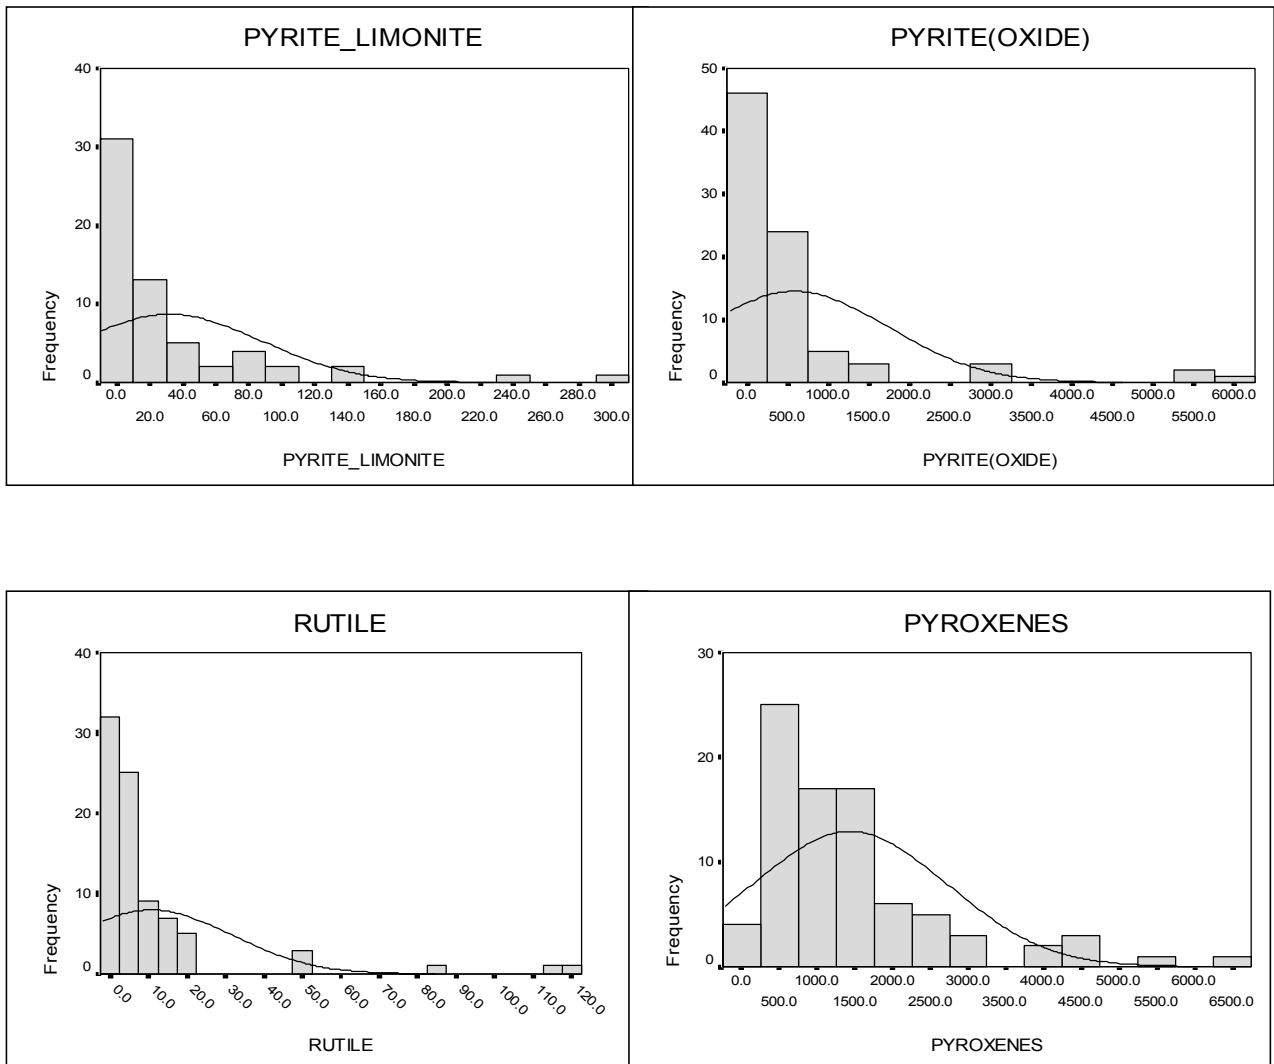 PYRITE_LIMONITE
40
30
20
10
0
Frequency
0.0 40.0 80.0 120.0 160.0 200.0 240.0 280.0
20.0 60.0 100.0 140.0 180.0 220.0 260.0 300.0
PYRITE_LIMONITE
PYRITE(OXIDE)
50
40
30
20
10
0
Frequency
0.0 1000.0 2000.0 3000.0 4000.0 5000.0 6000.0
500.0 1500.0 2500.0 3500.0 4500.0 5500.0
PYRITE(OXIDE)
RUTILE
40
30
20
10
0
Frequency
0.0 10.0 20.0 30.0 40.0 50.0 60.0 70.0 80.0 90.0 100.0 110.0 120.0
RUTILE
PYROXENES
30
20
10
0
Frequency
0.0 1000.0 2000.0 3000.0 4000.0 5000.0 6000.0
500.0 1500.0 2500.0 3500.0 4500.0 5500.0 6500.0
PYROXENES